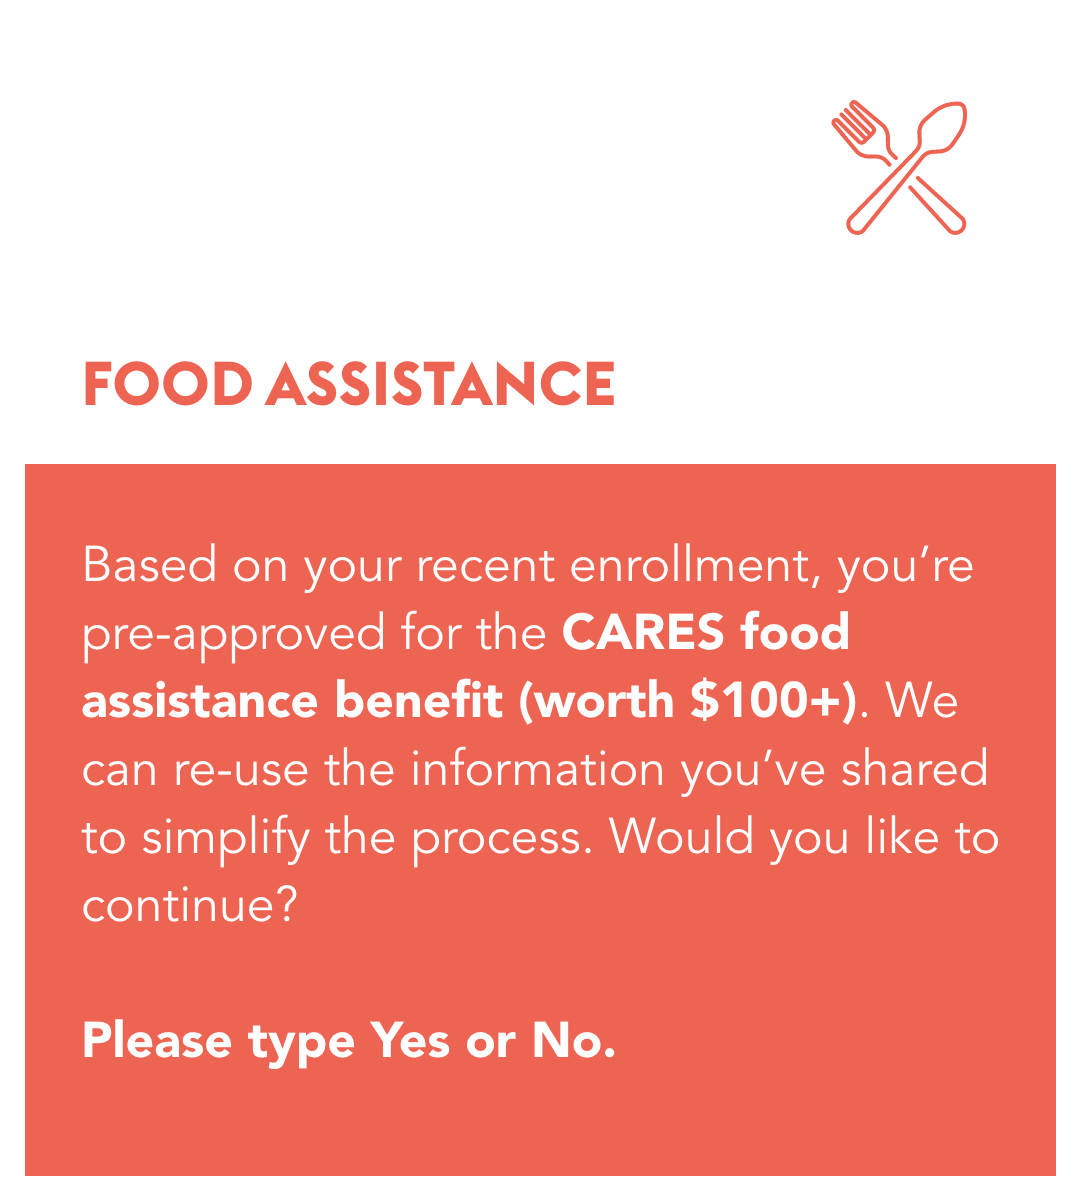 FOOD ASSISTANCE
Based on your recent enrollment, you’re
pre-approved for the CARES food
assistance benefit (worth $100+). We
can re-use the information you’ve shared
to simplify the process. Would you like to
continue?
Please type Yes or No.